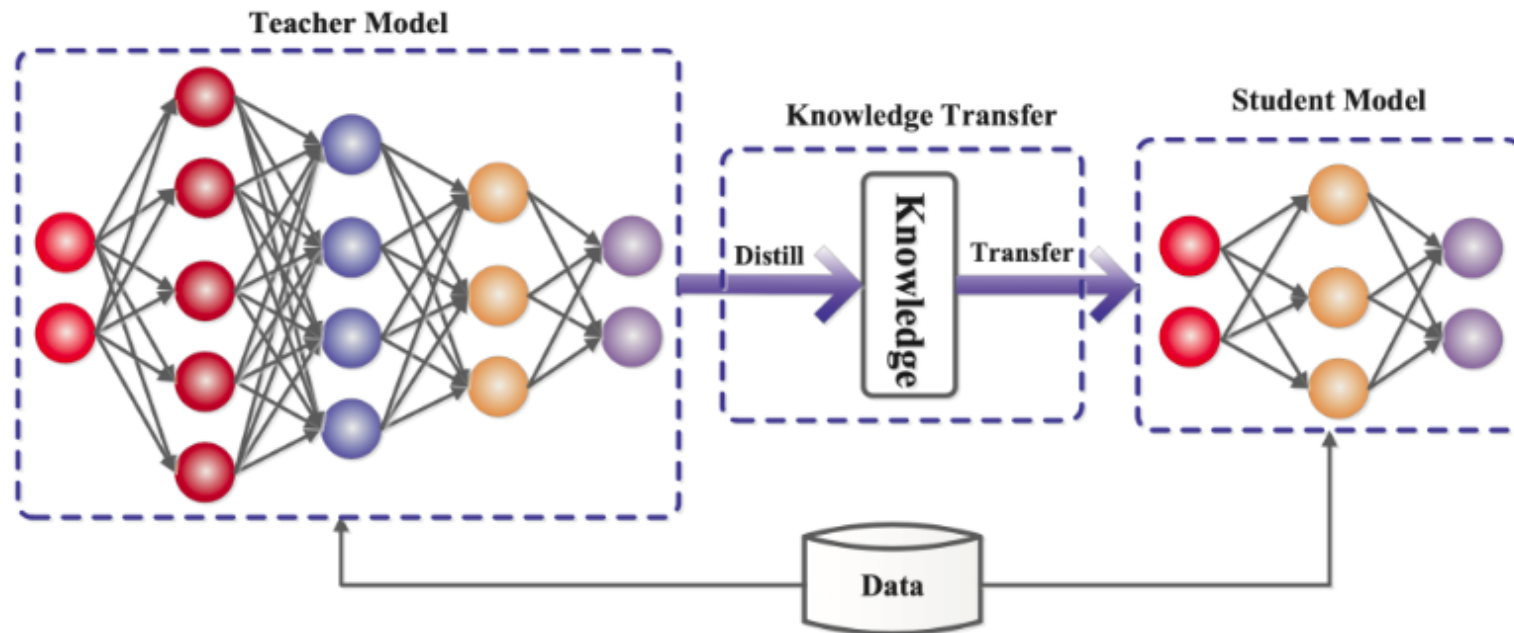 Teacher Model
Knowledge Transfer
Student Model
Distill
Knowledge
Transfer
Data